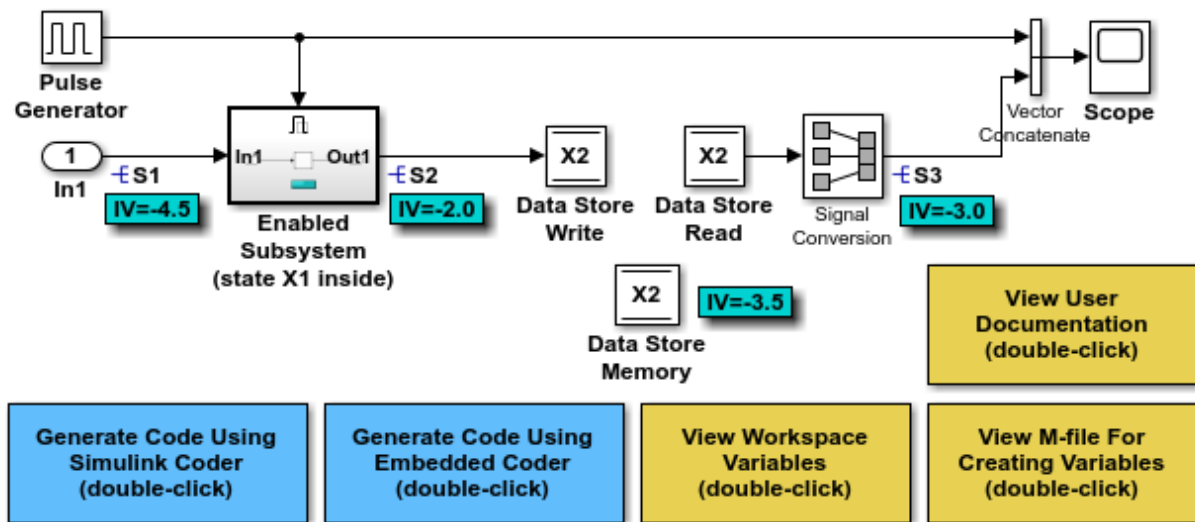 Pulse
Generator
1
In1
S1
IV=-4.5
In1
Out1
Enabled
Subsystem
(state X1 inside)
S2
IV=-2.0
X2
Data Store
Write
X2
Data Store
Read
Signal
Conversion
S3
IV=-3.0
Vector
Concatenate
Scope
X2
Data Store
Memory
IV=-3.5
View User
Documentation
(double-click)
Generate Code Using
Simulink Coder
(double-click)
Generate Code Using
Embedded Coder
(double-click)
View Workspace
Variables
(double-click)
View M-file For
Creating Variables
(double-click)